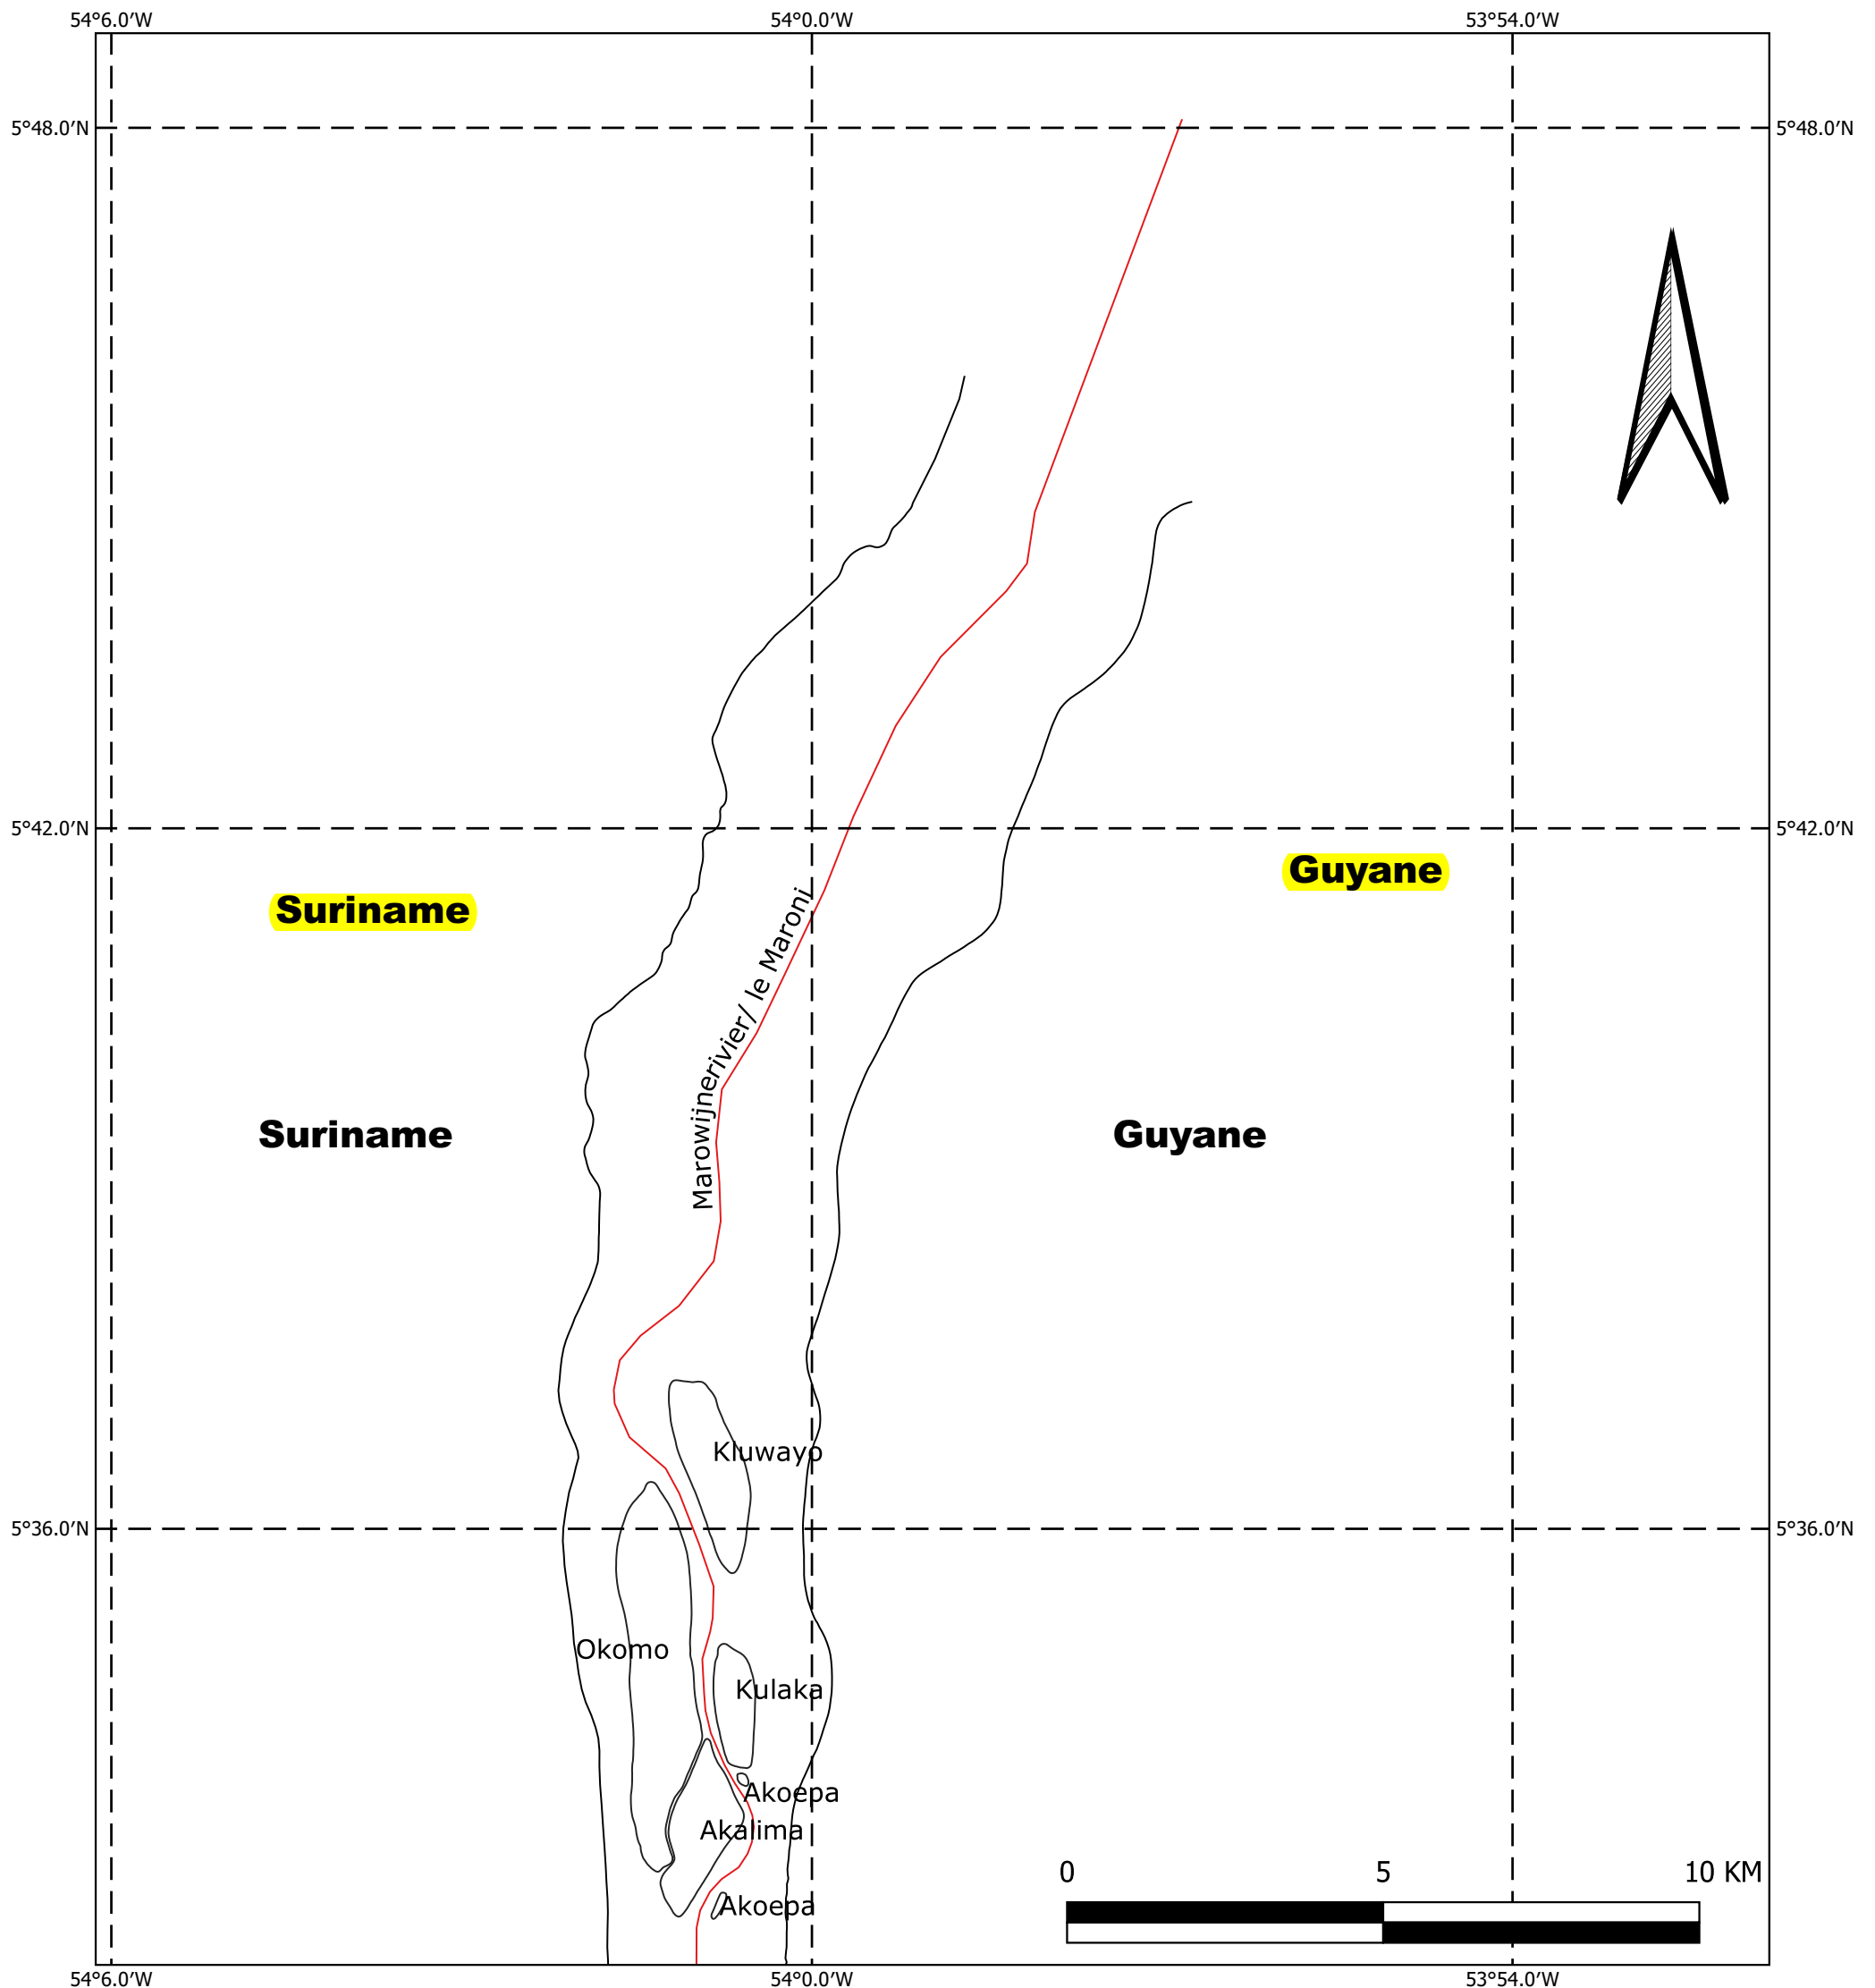 54°6.0'W
54°0.0'W
53°54.0'W
5°48.0'N
5°48.0'N
5°42.0'N
5°42.0'N
Guyane
Suriname
Marowijnerivier/ le Maroni
Suriname
Guyane
Kluwayo
5°36.0'N
5°36.0'N
Okomo
Kulaka
Akoepa
Akalima
0
5
10 KM
Akoepa
54°6.0'W
54°0.0'W
53°54.0'W